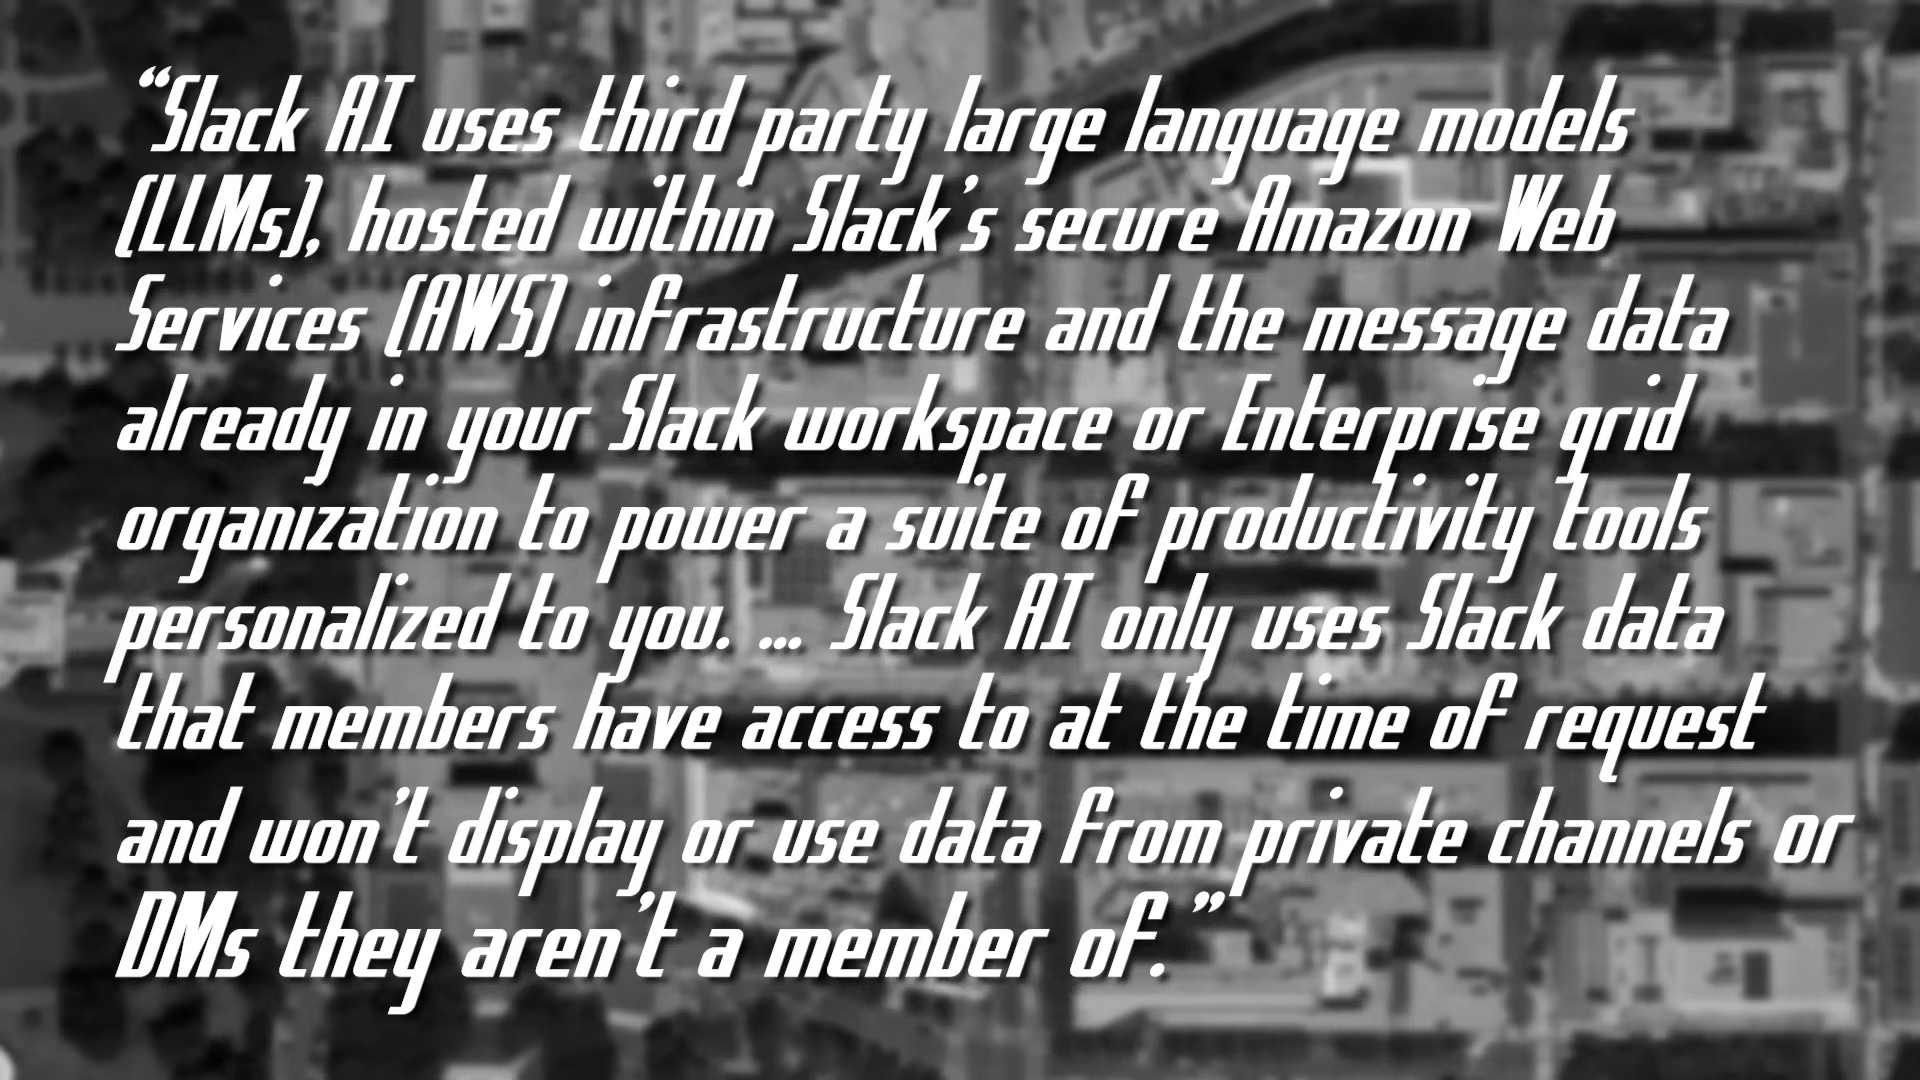 “Slack AI uses third party large language models
(LLMs), hosted within Slack’s secure Amazon Web
Services (AWS) infrastructure and the message data
already in your Slack workspace or Enterprise grid
organization to power a suite of productivity tools
personalized to you. ... Slack AI only uses Slack data
that members have access to at the time of request
and won’t display or use data from private channels or
DMs they aren’t a member of.”